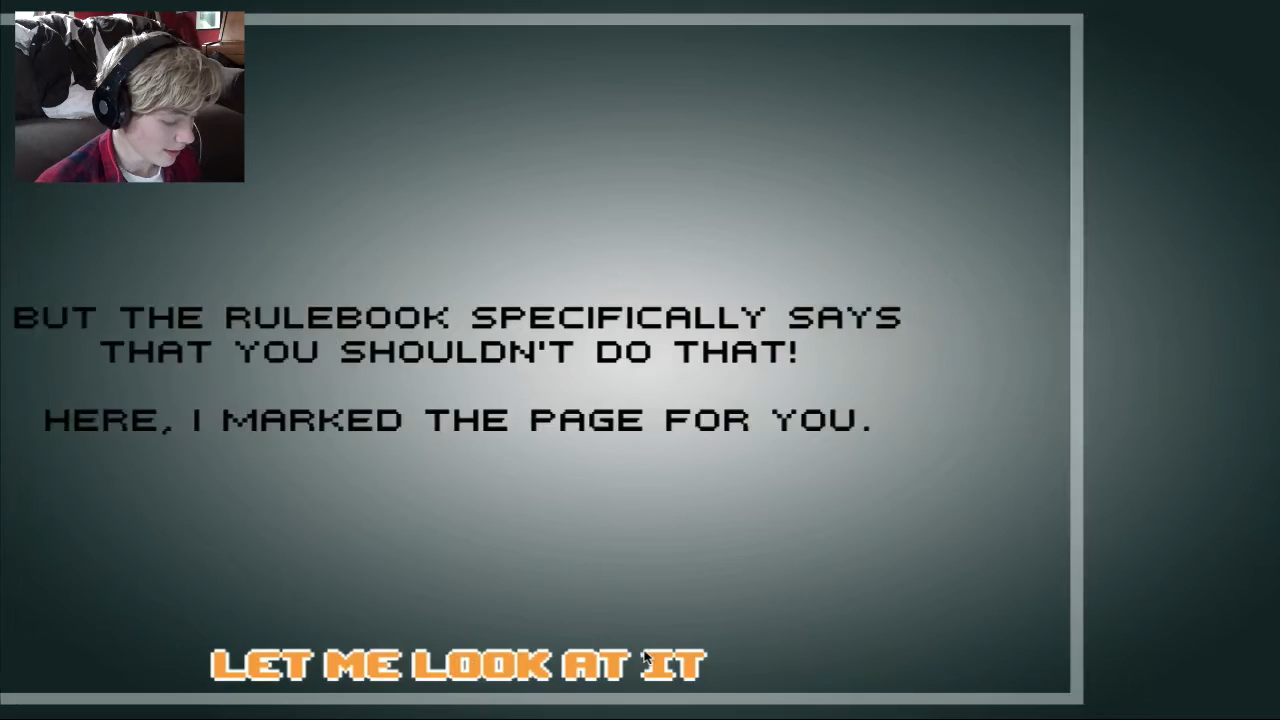 BUT THE RULEBOOK SPECIFICALLY SAYS
THAT YOU SHOULDN'T DO THAT!
HERE, I MARKED THE PAGE FOR YOU.
LET ME LOOK AT IT